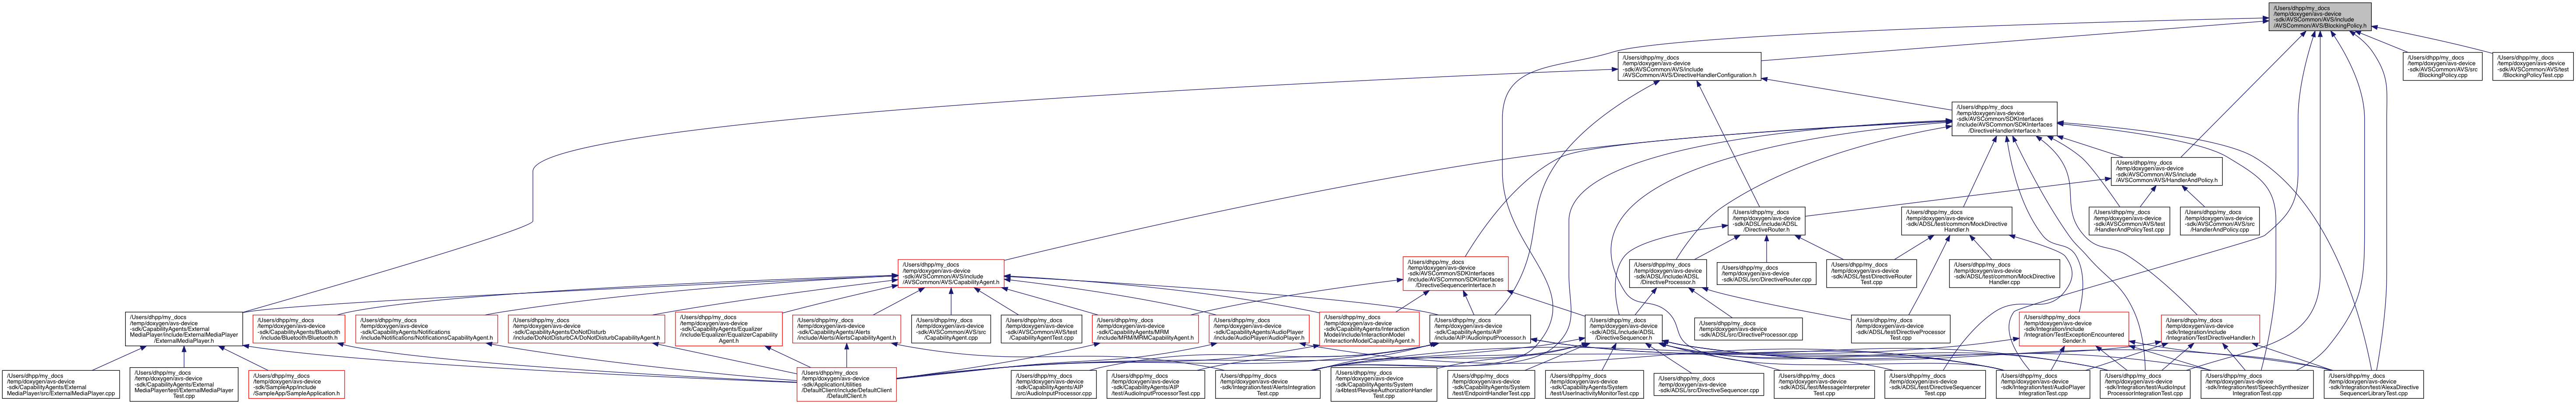 /Users/dhpp/my_docs
/temp/doxygen/avs-device
-sdk/AVSCommon/AVS/include
/AVSCommon/AVS/BlockingPolicy.h
/Users/dhpp/my_docs
/temp/doxygen/avs-device
-sdk/AVSCommon/AVS/include
/AVSCommon/AVS/DirectiveHandlerConfiguration.h
/Users/dhpp/my_docs
/temp/doxygen/avs-device
-sdk/AVSCommon/AVS/src
/BlockingPolicy.cpp
/Users/dhpp/my_docs
/temp/doxygen/avs-device
-sdk/AVSCommon/AVS/test
/BlockingPolicyTest.cpp
/Users/dhpp/my_docs
/temp/doxygen/avs-device
-sdk/AVSCommon/SDKInterfaces
/include/AVSCommon/SDKInterfaces
/DirectiveHandlerInterface.h
/Users/dhpp/my_docs
/temp/doxygen/avs-device
-sdk/AVSCommon/AVS/include
/AVSCommon/AVS/HandlerAndPolicy.h
/Users/dhpp/my_docs
/temp/doxygen/avs-device
-sdk/ADSL/include/ADSL
/DirectiveRouter.h
/Users/dhpp/my_docs
/temp/doxygen/avs-device
-sdk/ADSL/test/common/MockDirective
Handler.h
/Users/dhpp/my_docs
/temp/doxygen/avs-device
-sdk/AVSCommon/AVS/test
/HandlerAndPolicyTest.cpp
/Users/dhpp/my_docs
/temp/doxygen/avs-device
-sdk/AVSCommon/AVS/src
/HandlerAndPolicy.cpp
/Users/dhpp/my_docs
/temp/doxygen/avs-device
-sdk/AVSCommon/AVS/include
/AVSCommon/AVS/CapabilityAgent.h
/Users/dhpp/my_docs
/temp/doxygen/avs-device
-sdk/AVSCommon/SDKInterfaces
/include/AVSCommon/SDKInterfaces
/DirectiveSequencerInterface.h
/Users/dhpp/my_docs
/temp/doxygen/avs-device
-sdk/ADSL/include/ADSL
/DirectiveProcessor.h
/Users/dhpp/my_docs
/temp/doxygen/avs-device
-sdk/ADSL/src/DirectiveRouter.cpp
/Users/dhpp/my_docs
/temp/doxygen/avs-device
-sdk/ADSL/test/DirectiveRouter
Test.cpp
/Users/dhpp/my_docs
/temp/doxygen/avs-device
-sdk/ADSL/test/common/MockDirective
Handler.cpp
/Users/dhpp/my_docs
/temp/doxygen/avs-device
-sdk/CapabilityAgents/External
MediaPlayer/include/ExternalMediaPlayer
/ExternalMediaPlayer.h
/Users/dhpp/my_docs
/temp/doxygen/avs-device
-sdk/CapabilityAgents/Bluetooth
/include/Bluetooth/Bluetooth.h
/Users/dhpp/my_docs
/temp/doxygen/avs-device
-sdk/CapabilityAgents/Notifications
/include/Notifications/NotificationsCapabilityAgent.h
/Users/dhpp/my_docs
/temp/doxygen/avs-device
-sdk/CapabilityAgents/DoNotDisturb
/include/DoNotDisturbCA/DoNotDisturbCapabilityAgent.h
/Users/dhpp/my_docs
/temp/doxygen/avs-device
-sdk/CapabilityAgents/Equalizer
/include/Equalizer/EqualizerCapability
Agent.h
/Users/dhpp/my_docs
/temp/doxygen/avs-device
-sdk/CapabilityAgents/Alerts
/include/Alerts/AlertsCapabilityAgent.h
/Users/dhpp/my_docs
/temp/doxygen/avs-device
-sdk/AVSCommon/AVS/src
/CapabilityAgent.cpp
/Users/dhpp/my_docs
/temp/doxygen/avs-device
-sdk/AVSCommon/AVS/test
/CapabilityAgentTest.cpp
/Users/dhpp/my_docs
/temp/doxygen/avs-device
-sdk/CapabilityAgents/MRM
/include/MRM/MRMCapabilityAgent.h
/Users/dhpp/my_docs
/temp/doxygen/avs-device
-sdk/CapabilityAgents/AudioPlayer
/include/AudioPlayer/AudioPlayer.h
/Users/dhpp/my_docs
/temp/doxygen/avs-device
-sdk/CapabilityAgents/Interaction
Model/include/InteractionModel
/InteractionModelCapabilityAgent.h
/Users/dhpp/my_docs
/temp/doxygen/avs-device
-sdk/CapabilityAgents/AIP
/include/AIP/AudioInputProcessor.h
/Users/dhpp/my_docs
/temp/doxygen/avs-device
-sdk/ADSL/include/ADSL
/DirectiveSequencer.h
/Users/dhpp/my_docs
/temp/doxygen/avs-device
-sdk/ADSL/src/DirectiveProcessor.cpp
/Users/dhpp/my_docs
/temp/doxygen/avs-device
-sdk/ADSL/test/DirectiveProcessor
Test.cpp
/Users/dhpp/my_docs
/temp/doxygen/avs-device
-sdk/Integration/include
/Integration/TestExceptionEncountered
Sender.h
/Users/dhpp/my_docs
/temp/doxygen/avs-device
-sdk/Integration/include
/Integration/TestDirectiveHandler.h
/Users/dhpp/my_docs
/temp/doxygen/avs-device
-sdk/CapabilityAgents/External
MediaPlayer/src/ExternalMediaPlayer.cpp
/Users/dhpp/my_docs
/temp/doxygen/avs-device
-sdk/CapabilityAgents/External
MediaPlayer/test/ExternalMediaPlayer
Test.cpp
/Users/dhpp/my_docs
/temp/doxygen/avs-device
-sdk/SampleApp/include
/SampleApp/SampleApplication.h
/Users/dhpp/my_docs
/temp/doxygen/avs-device
-sdk/ApplicationUtilities
/DefaultClient/include/DefaultClient
/DefaultClient.h
/Users/dhpp/my_docs
/temp/doxygen/avs-device
-sdk/CapabilityAgents/AIP
/src/AudioInputProcessor.cpp
/Users/dhpp/my_docs
/temp/doxygen/avs-device
-sdk/CapabilityAgents/AIP
/test/AudioInputProcessorTest.cpp
/Users/dhpp/my_docs
/temp/doxygen/avs-device
-sdk/Integration/test/AlertsIntegration
Test.cpp
/Users/dhpp/my_docs
/temp/doxygen/avs-device
-sdk/CapabilityAgents/System
/a4btest/RevokeAuthorizationHandler
Test.cpp
/Users/dhpp/my_docs
/temp/doxygen/avs-device
-sdk/CapabilityAgents/System
/test/EndpointHandlerTest.cpp
/Users/dhpp/my_docs
/temp/doxygen/avs-device
-sdk/CapabilityAgents/System
/test/UserInactivityMonitorTest.cpp
/Users/dhpp/my_docs
/temp/doxygen/avs-device
-sdk/ADSL/src/DirectiveSequencer.cpp
/Users/dhpp/my_docs
/temp/doxygen/avs-device
-sdk/ADSL/test/MessageInterpreter
Test.cpp
/Users/dhpp/my_docs
/temp/doxygen/avs-device
-sdk/ADSL/test/DirectiveSequencer
Test.cpp
/Users/dhpp/my_docs
/temp/doxygen/avs-device
-sdk/Integration/test/AudioPlayer
IntegrationTest.cpp
/Users/dhpp/my_docs
/temp/doxygen/avs-device
-sdk/Integration/test/AudioInput
ProcessorIntegrationTest.cpp
/Users/dhpp/my_docs
/temp/doxygen/avs-device
-sdk/Integration/test/SpeechSynthesizer
IntegrationTest.cpp
/Users/dhpp/my_docs
/temp/doxygen/avs-device
-sdk/Integration/test/AlexaDirective
SequencerLibraryTest.cpp